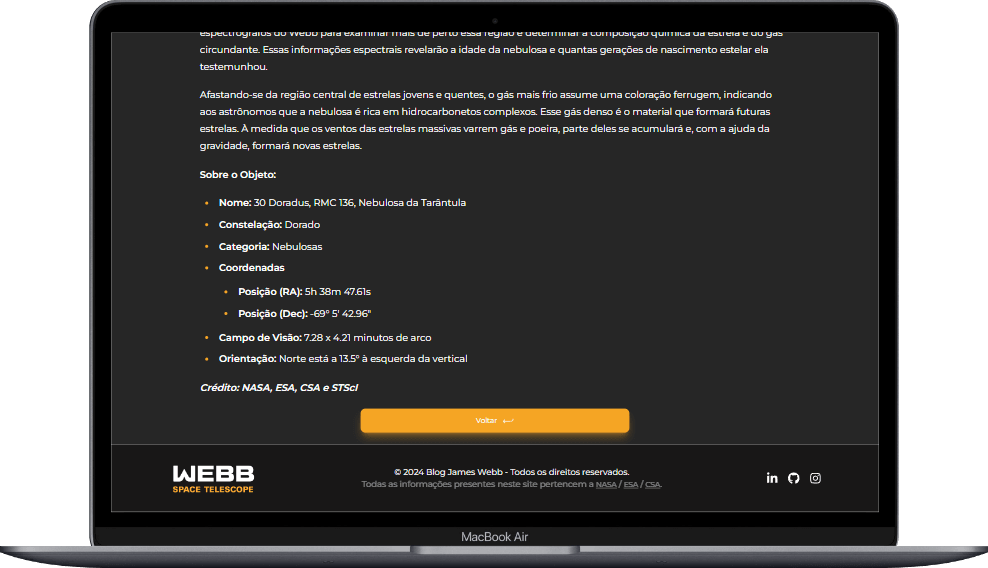 espectrógrafos do Webb para examinar mais de perto essa região e determinar a composição química da estrela e do gás
circundante. Essas informações espectrais revelarão a idade da nebulosa e quantas gerações de nascimento estelar ela
testemunhou.
Afastando-se da região central de estrelas jovens e quentes, o gás mais frio assume uma coloração ferrugem, indicando
aos astrônomos que a nebulosa é rica em hidrocarbonetos complexos. Esse gás denso é o material que formará futuras
estrelas. À medida que os ventos das estrelas massivas varrem gás e poeira, parte deles se acumulará e, com a ajuda da
gravidade, formará novas estrelas.
Sobre o Objeto:
Nome: 30 Doradus, RMC 136, Nebulosa da Tarântula
Constelação: Dorado
Categoria: Nebulosas
Coordenadas
Posição (RA): 5h 38m 47.61s
Posição (Dec): -69° 5' 42.96"
Campo de Visão: 7.28 x 4.21 minutos de arco
Orientação: Norte está a 13.5° à esquerda da vertical
Crédito: NASA, ESA, CSA e STScI
Voltar
WEBB
SPACE TELESCOPE
© 2024 Blog James Webb - Todos os direitos reservados.
Todas as informações presentes neste site pertencem a NASA / ESA / CSA.
MacBook Air